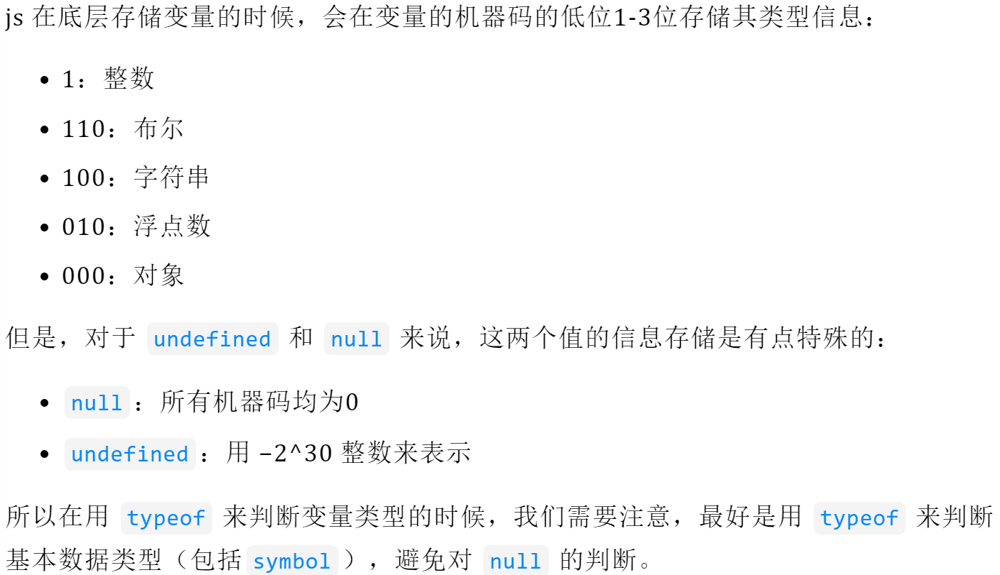 js 在底层存储变量的时候，会在变量的机器码的低位1-3位存储其类型信息：
• 1：整数
• 110：布尔
• 100：字符串
• 010：浮点数
• 000：对象
但是，对于 undefined 和 null 来说，这两个值的信息存储是有点特殊的：
• null：所有机器码均为0
• undefined：用 −2^30 整数来表示
所以在用 typeof 来判断变量类型的时候，我们需要注意，最好是用 typeof 来判断
基本数据类型（包括 symbol），避免对 null 的判断。